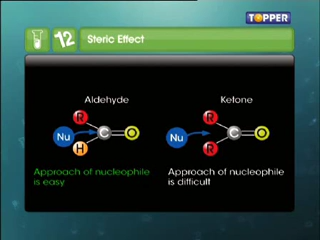 TOPPER
12 Steric Effect
Aldehyde Ketone
R R
Nu C O Nu C O
H R
Approach of nucleophile
is easy
Approach of nucleophile
is difficult